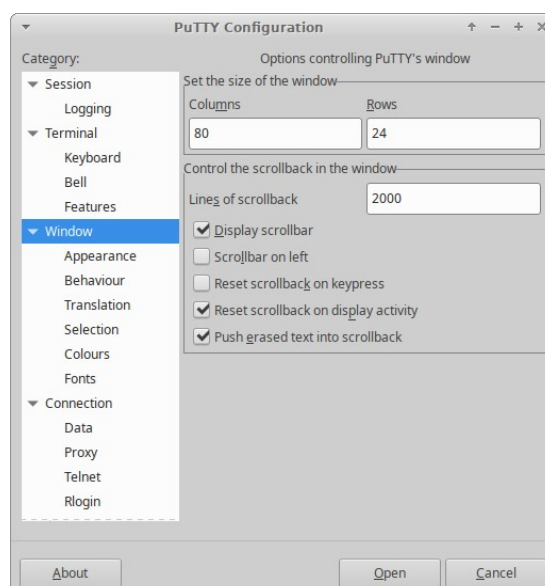 PuTTY Configuration
Category:
Session
Logging
Terminal
Keyboard
Bell
Features
Window
Appearance
Behaviour
Translation
Selection
Colours
Fonts
Connection
Data
Proxy
Telnet
Rlogin
Options controlling PuTTY's window
Set the size of the window
Columns Rows
80 24
Control the scrollback in the window
Lines of scrollback 2000
Display scrollbar
Scrollbar on left
Reset scrollback on keypress
Reset scrollback on display activity
Push erased text into scrollback
About Open Cancel